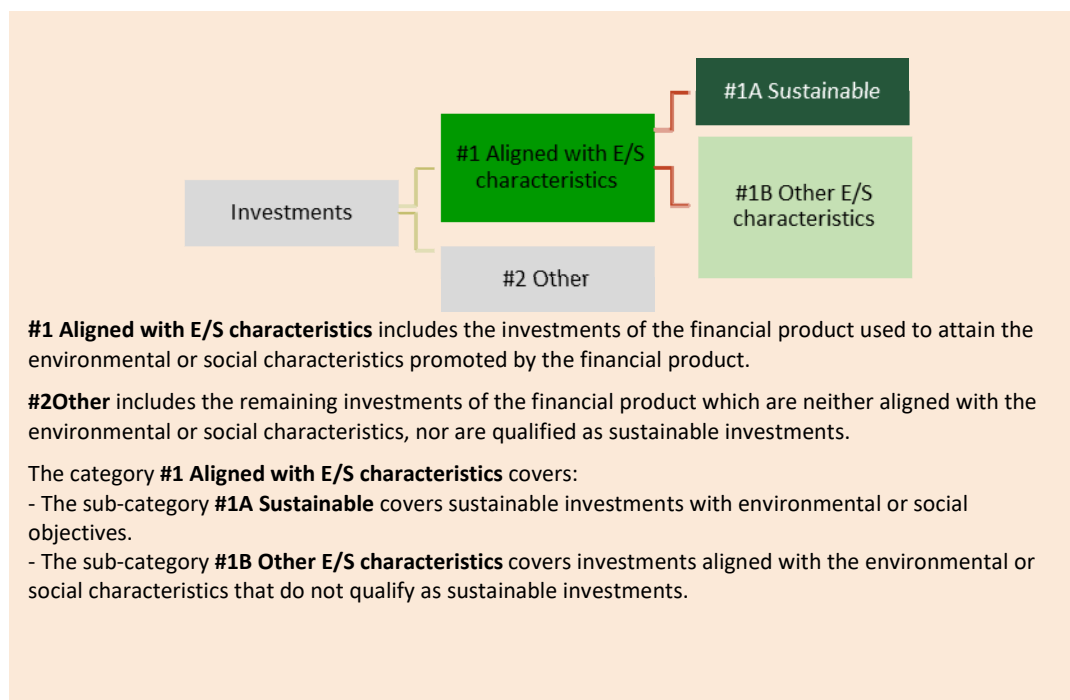 #1A Sustainable
#1 Aligned with E/S
characteristics
#1B Other E/S
characteristics
Investments
#2 Other
#1 Aligned with E/S characteristics includes the investments of the financial product used to attain the
environmental or social characteristics promoted by the financial product.
#2Other includes the remaining investments of the financial product which are neither aligned with the
environmental or social characteristics, nor are qualified as sustainable investments.
The category #1 Aligned with E/S characteristics covers:
- The sub-category #1A Sustainable covers sustainable investments with environmental or social
objectives.
- The sub-category #1B Other E/S characteristics covers investments aligned with the environmental or
social characteristics that do not qualify as sustainable investments.